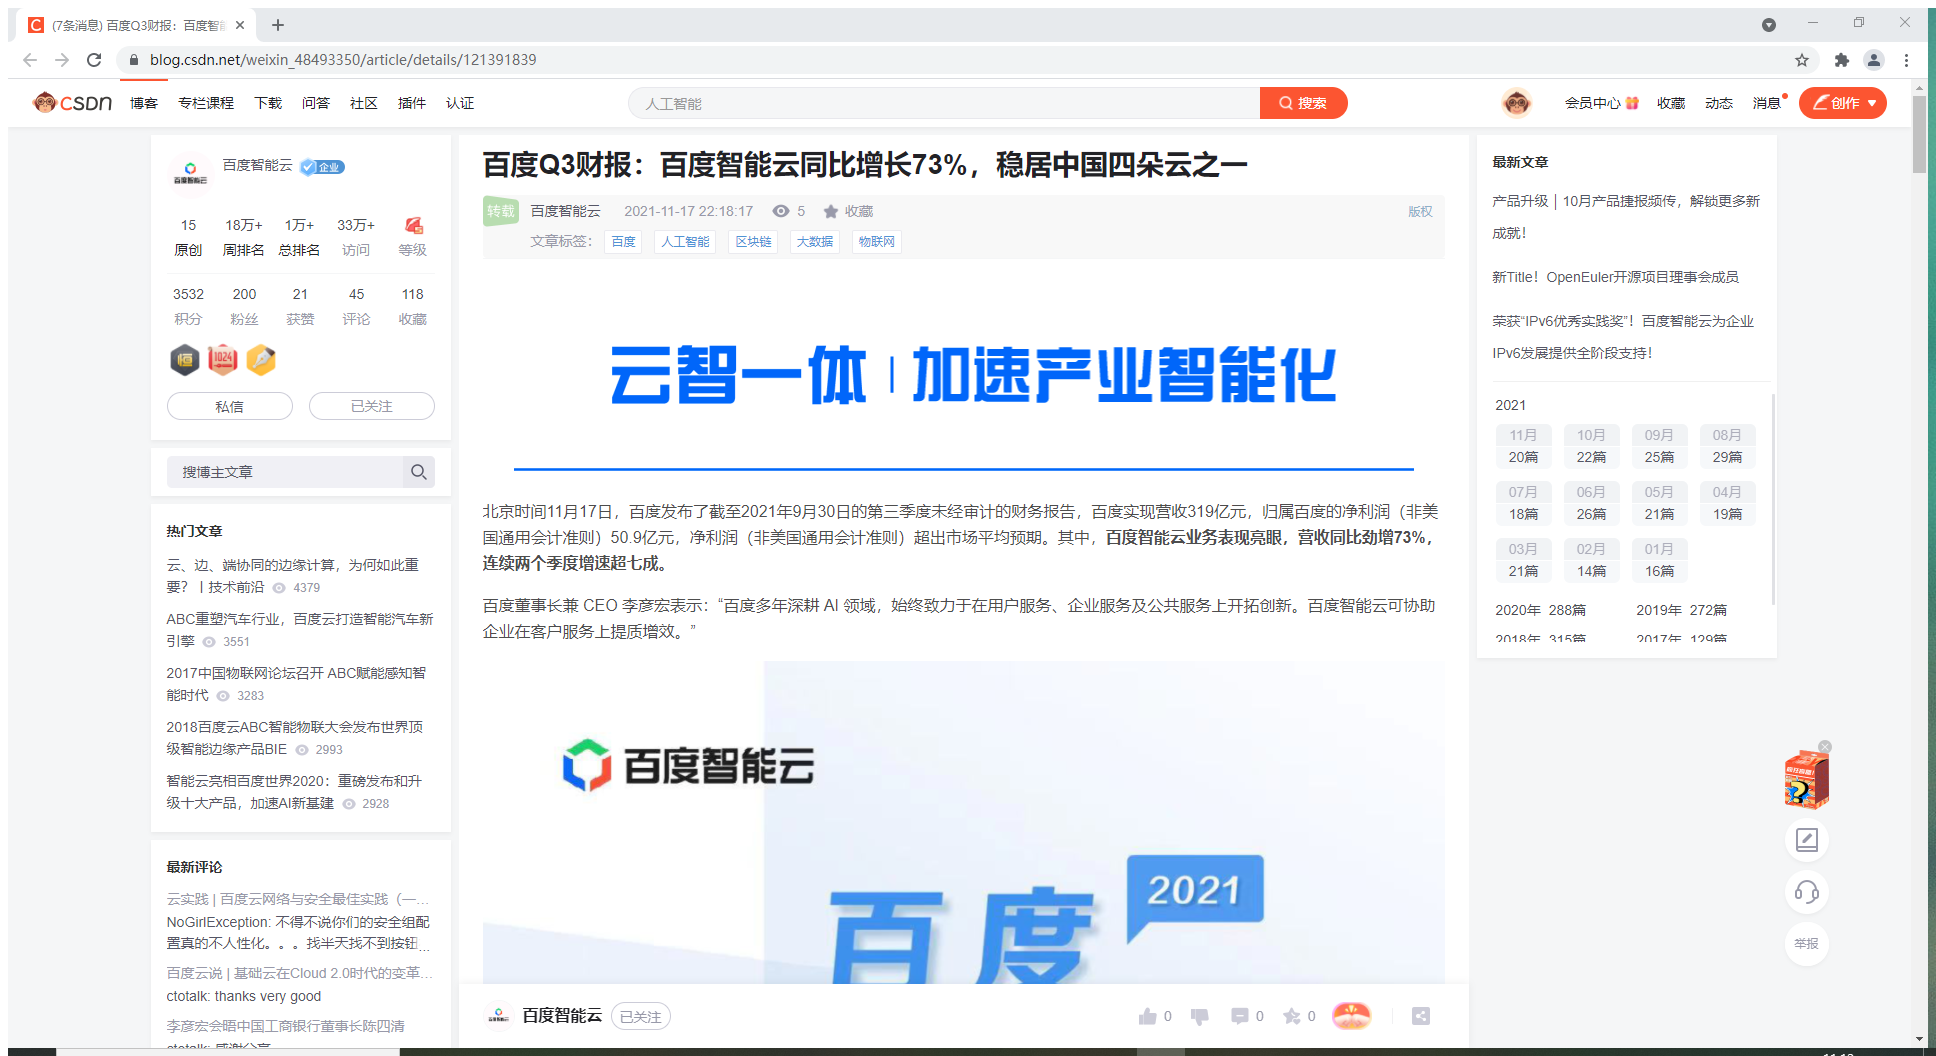 (7条消息) 百度Q3财报：百度智
blog.csdn.net/weixin_48493350/article/details/121391839
CSDN 博客 专栏课程 下载 问答 社区 插件 认证 人工智能 搜索 会员中心 收藏 动态 消息 创作
百度智能云 企业
百度智能云
15 18万+ 1万+ 33万+
原创 周排名 总排名 访问 等级
3532 200 21 45 118
积分 粉丝 获赞 评论 收藏
恒 1024
私信 已关注
搜博主文章
热门文章
云、边、端协同的边缘计算，为何如此重
要？丨技术前沿 4379
ABC重塑汽车行业，百度云打造智能汽车新
引擎 3551
2017中国物联网论坛召开 ABC赋能感知智
能时代 3283
2018百度云ABC智能物联大会发布世界顶
级智能边缘产品BIE 2993
智能云亮相百度世界2020：重磅发布和升
级十大产品，加速AI新基建 2928
最新评论
云实践 | 百度云网络与安全最佳实践（一...
NoGirlException: 不得不说你们的安全组配
置真的不人性化。。。找半天找不到按钮...
百度云说 | 基础云在Cloud 2.0时代的变革...
ctotalk: thanks very good
李彦宏会晤中国工商银行董事长陈四清
ctotalk: 感谢分享
百度Q3财报：百度智能云同比增长73%，稳居中国四朵云之一
转载 百度智能云 2021-11-17 22:18:17 5 收藏 版权
文章标签： 百度 人工智能 区块链 大数据 物联网
云智一体 | 加速产业智能化
北京时间11月17日，百度发布了截至2021年9月30日的第三季度未经审计的财务报告，百度实现营收319亿元，归属百度的净利润（非美
国通用会计准则）50.9亿元，净利润（非美国通用会计准则）超出市场平均预期。其中，百度智能云业务表现亮眼，营收同比劲增73%，
连续两个季度增速超七成。
百度董事长兼 CEO 李彦宏表示：“百度多年深耕 AI 领域，始终致力于在用户服务、企业服务及公共服务上开拓创新。百度智能云可协助
企业在客户服务上提质增效。”
百度智能云
2021
百度
百度智能云 百度智能云 已关注 0 0 0
最新文章
产品升级 | 10月产品捷报频传，解锁更多新
成就！
新Title！OpenEuler开源项目理事会成员
荣获“IPv6优秀实践奖”！百度智能云为企业
IPv6发展提供全阶段支持！
2021
11月 10月 09月 08月
20篇 22篇 25篇 29篇
07月 06月 05月 04月
18篇 26篇 21篇 19篇
03月 02月 01月
21篇 14篇 16篇
2020年 288篇 2019年 272篇
2018年 315篇 2017年 129篇
举报